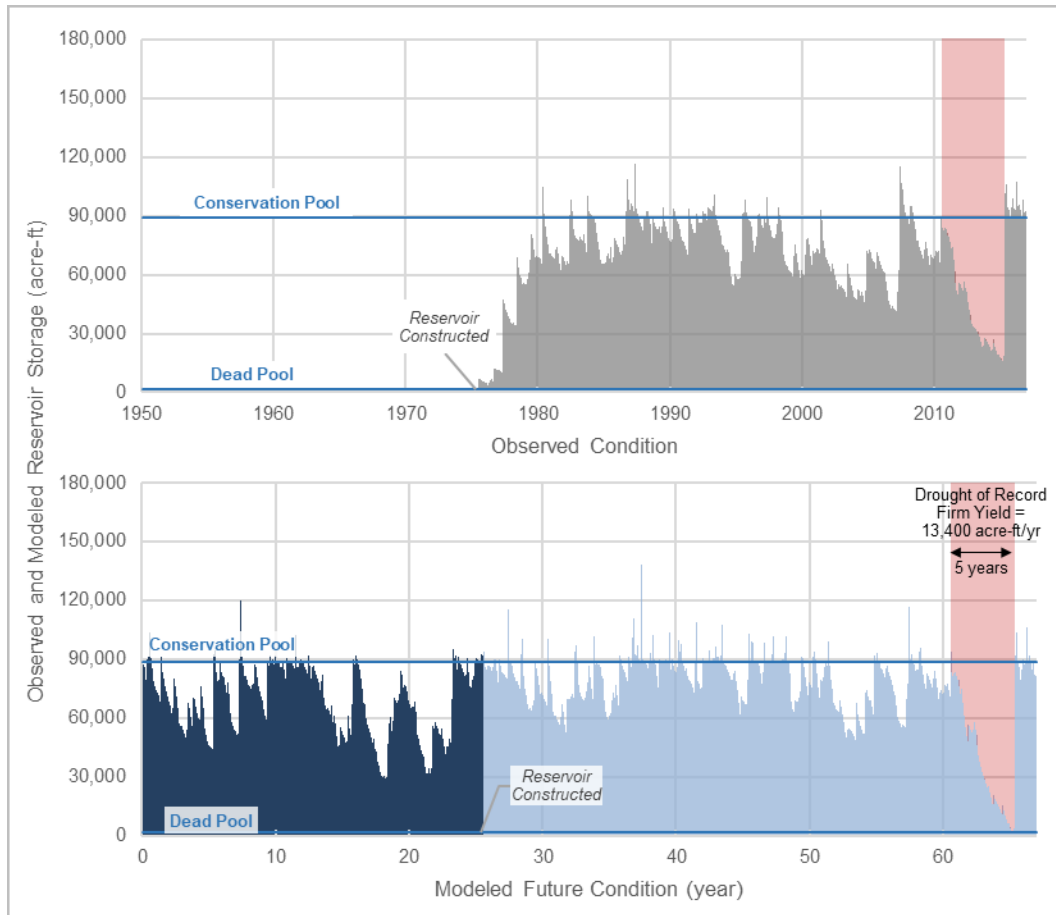 Observed and Modeled Reservoir Storage (acre-ft)
180,000
150,000
120,000
90,000
60,000
30,000
0
Conservation Pool
Reservoir
Constructed
Dead Pool
1950
1960
1970
1980
1990
2000
2010
Observed Condition
180,000
150,000
120,000
90,000
60,000
30,000
0
Drought of Record
Firm Yield =
13,400 acre-ft/yr
5 years
Conservation Pool
Reservoir
Constructed
Dead Pool
0
10
20
30
40
50
60
Modeled Future Condition (year)